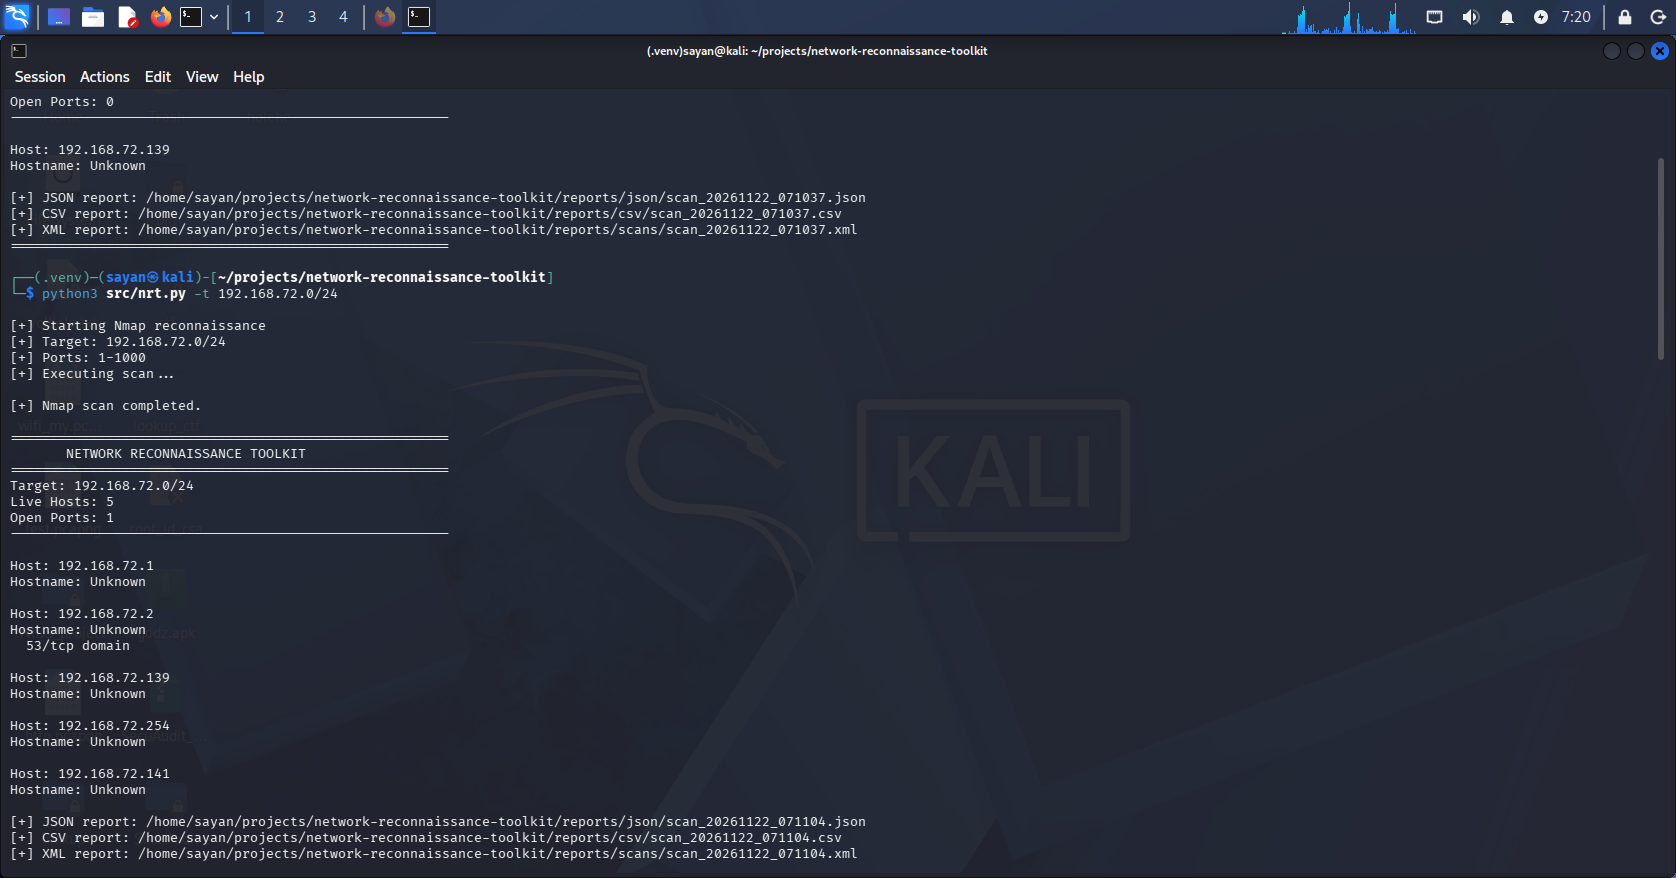 1 2 3 4 7:20
(.venv)sayan@kali: ~/projects/network-reconnaissance-toolkit
Session Actions Edit View Help
Open Ports: 0
Host: 192.168.72.139
Hostname: Unknown
[+] JSON report: /home/sayan/projects/network-reconnaissance-toolkit/reports/json/scan_20261122_071037.json
[+] CSV report: /home/sayan/projects/network-reconnaissance-toolkit/reports/csv/scan_20261122_071037.csv
[+] XML report: /home/sayan/projects/network-reconnaissance-toolkit/reports/scans/scan_20261122_071037.xml
┌──(.venv)─(sayan㉿kali)-[~/projects/network-reconnaissance-toolkit]
└─$ python3 src/nrt.py -t 192.168.72.0/24
[+] Starting Nmap reconnaissance
[+] Target: 192.168.72.0/24
[+] Ports: 1-1000
[+] Executing scan...
[+] Nmap scan completed.
NETWORK RECONNAISSANCE TOOLKIT
Target: 192.168.72.0/24
Live Hosts: 5
Open Ports: 1
Host: 192.168.72.1
Hostname: Unknown
Host: 192.168.72.2
Hostname: Unknown
53/tcp domain
Host: 192.168.72.139
Hostname: Unknown
Host: 192.168.72.254
Hostname: Unknown
Host: 192.168.72.141
Hostname: Unknown
[+] JSON report: /home/sayan/projects/network-reconnaissance-toolkit/reports/json/scan_20261122_071104.json
[+] CSV report: /home/sayan/projects/network-reconnaissance-toolkit/reports/csv/scan_20261122_071104.csv
[+] XML report: /home/sayan/projects/network-reconnaissance-toolkit/reports/scans/scan_20261122_071104.xml
KALI